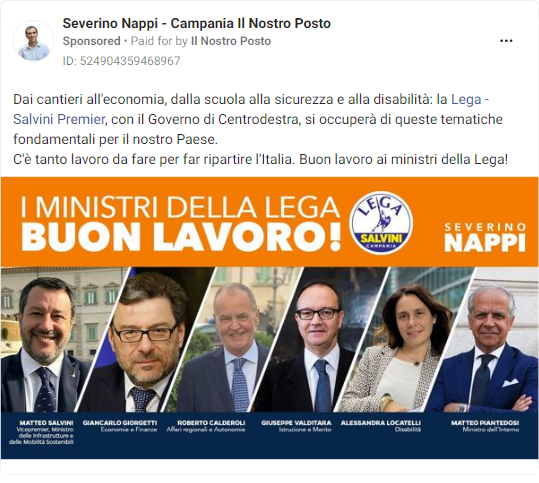 Severino Nappi - Campania Il Nostro Posto
Sponsored • Paid for by Il Nostro Posto
ID: 524904359468967
Dai cantieri all'economia, dalla scuola alla sicurezza e alla disabilità: la Lega -
Salvini Premier, con il Governo di Centrodestra, si occuperà di queste tematiche
fondamentali per il nostro Paese.
C'è tanto lavoro da fare per far ripartire l'Italia. Buon lavoro ai ministri della Lega!
I MINISTRI DELLA LEGA
BUON LAVORO!
LEGA
SALVINI
CAMPANIA
SEVERINO
NAPPI
MATTEO SALVINI
Vicepremier, Ministro
delle Infrastrutture e
delle Mobilità Sostenibili
GIANCARLO GIORGETTI
Economia e Finanze
ROBERTO CALDEROLI
Affari regionali e Autonomie
GIUSEPPE VALDITARA
Istruzione e Merito
ALESSANDRA LOCATELLI
Disabilità
MATTEO PIANTEDOSI
Ministro dell'Interno